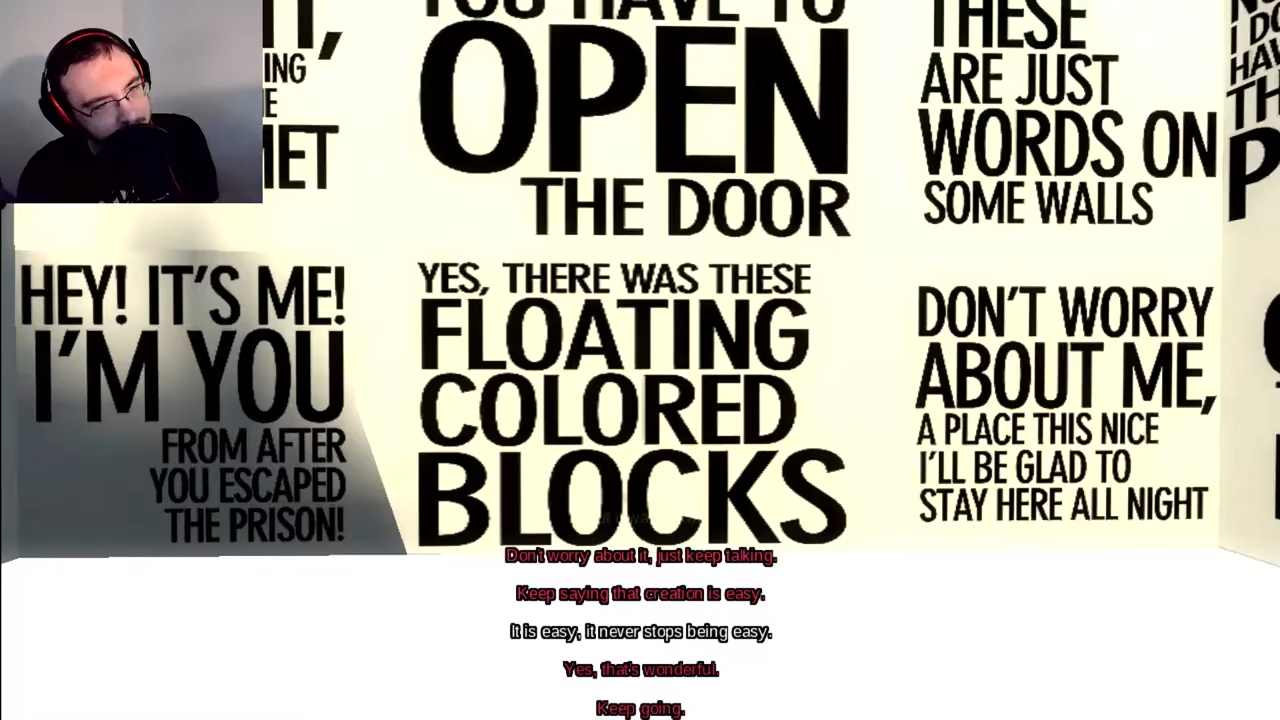 ING
YOU HAVE TO
OPEN
THE DOOR
THESE
ARE JUST
WORDS ON
SOME WALLS
HEY! IT'S ME!
I'M YOU
FROM AFTER
YOU ESCAPED
THE PRISON!
YES, THERE WAS THESE
FLOATING
COLORED
BLOCKS
DON'T WORRY
ABOUT ME,
A PLACE THIS NICE
I'LL BE GLAD TO
STAY HERE ALL NIGHT
Don't worry about it, just keep talking.
Keep saying that creation is easy.
It is easy, it never stops being easy.
Yes, that's wonderful.
Keep going.